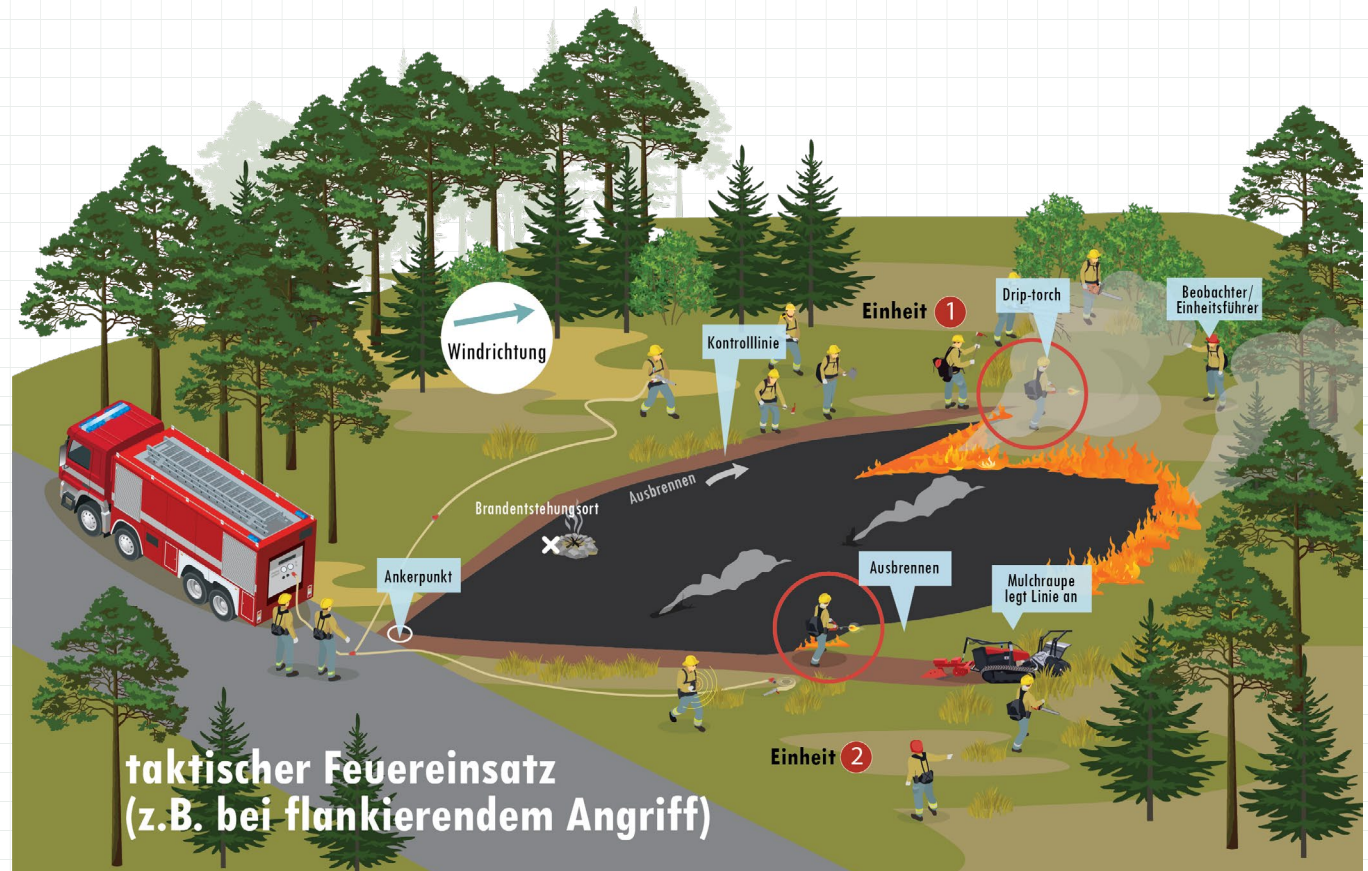 Windrichtung
Einheit 1
Kontrolllinie
Drip-torch
Beobachter/
Einheitsführer
Ausbrennen
Brandentstehungsort
Ankerpunkt
Ausbrennen
Mulchraupe
legt Linie an
Einheit 2
taktischer Feuereinsatz
(z.B. bei flankierendem Angriff)